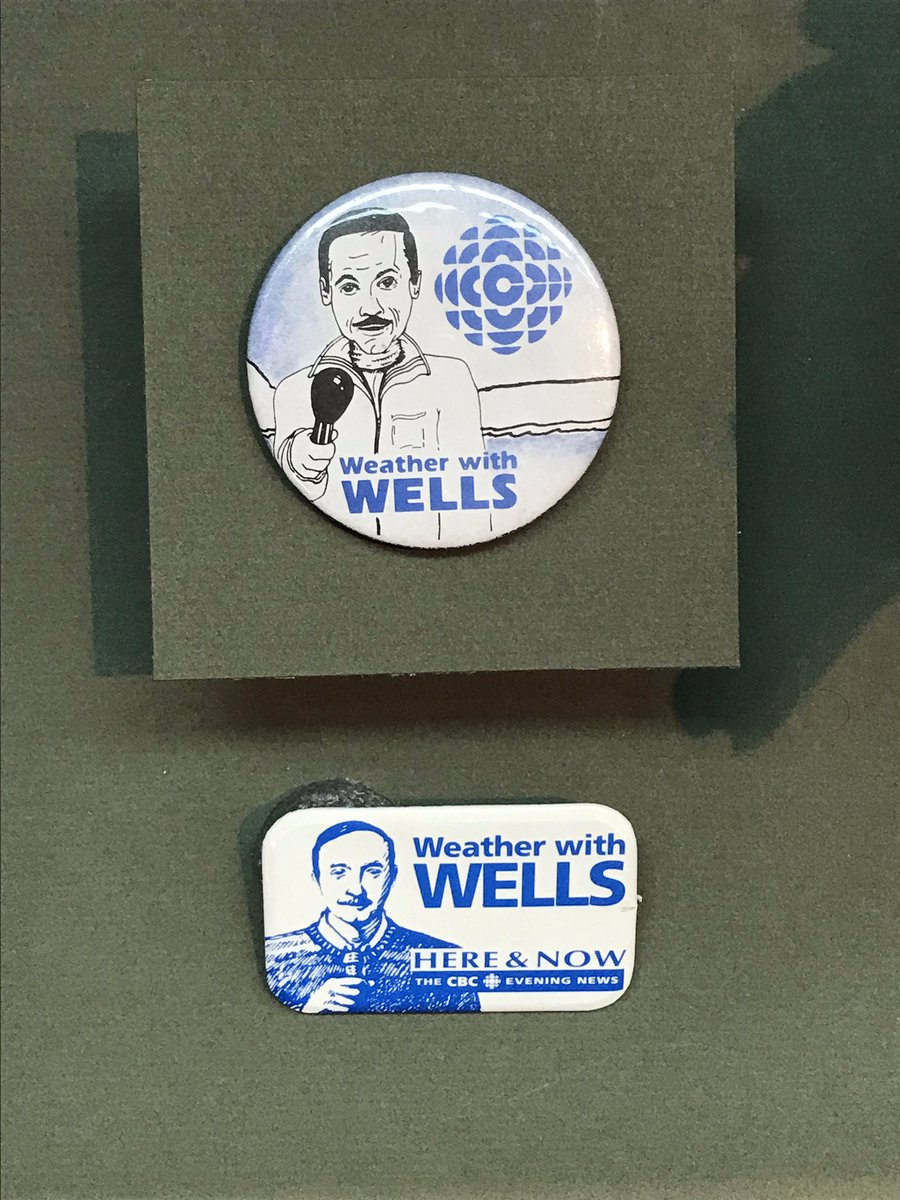 Weather with
WELLS
Weather with
WELLS
HERE & NOW
THE CBC EVENING NEWS